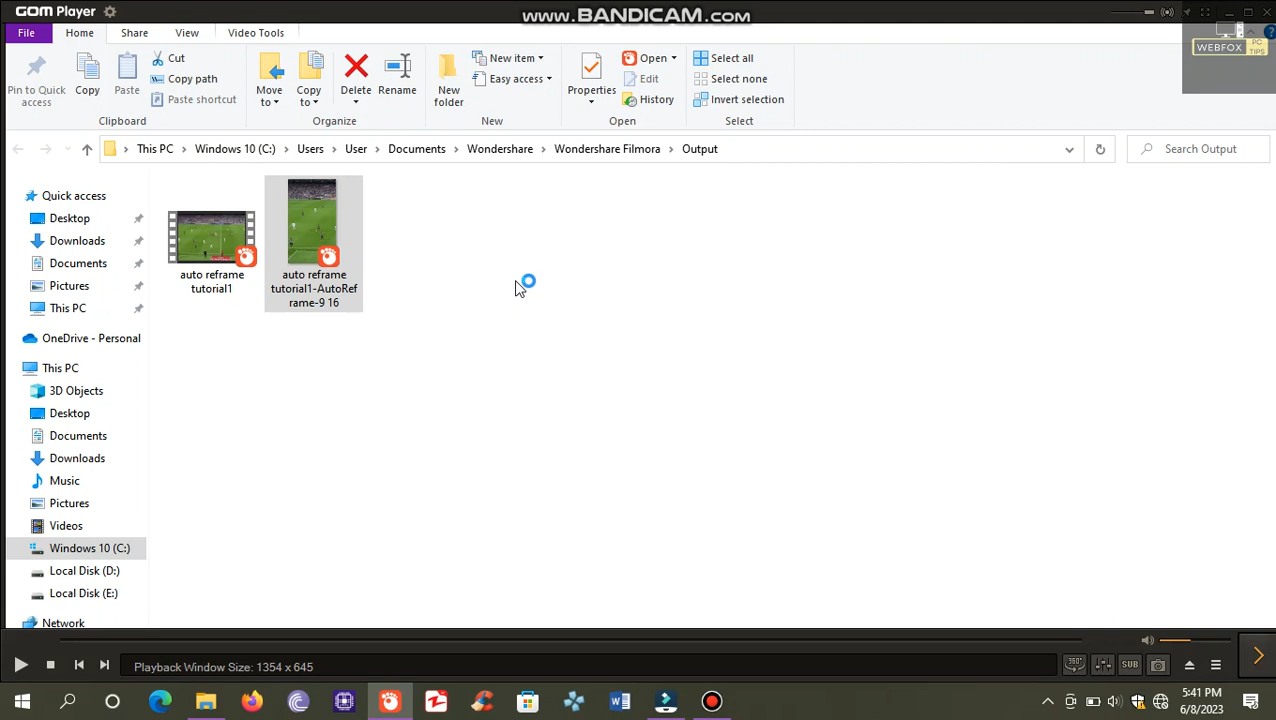 GOM Player
www.BANDICAM.com
File
Home
Share
View
Video Tools
WEBFOX
PC
TIPS
Pin to Quick
access
Copy
Paste
Cut
Copy path
Paste shortcut
Move
to
Copy
to
Delete
Rename
New
folder
New item
Easy access
Properties
Open
Edit
History
Select all
Select none
Invert selection
Clipboard
Organize
New
Open
Select
This PC
Windows 10 (C:)
Users
User
Documents
Wondershare
Wondershare Filmora
Output
Search Output
Quick access
Desktop
Downloads
Documents
Pictures
This PC
OneDrive - Personal
This PC
3D Objects
Desktop
Documents
Downloads
Music
Pictures
Videos
Windows 10 (C:)
Local Disk (D:)
Local Disk (E:)
Network
auto reframe
tutorial1
auto reframe
tutorial1-AutoRef
rame-9 16
Playback Window Size: 1354 x 645
360°
SUB
5:41 PM
6/8/2023